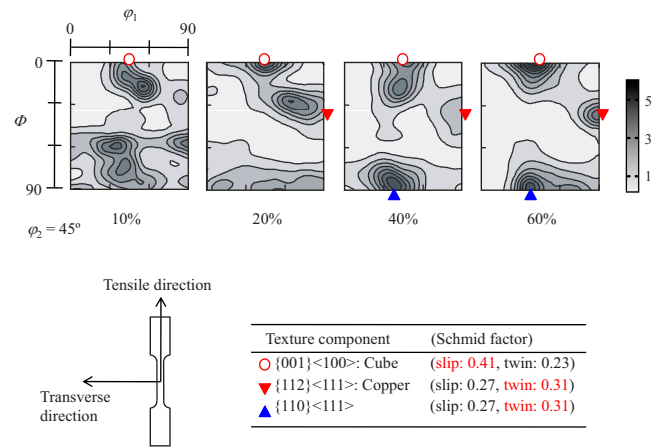 φ₁
0 90
0
Φ
90
5
3
1
10% 20% 40% 60%
φ₂ = 45º
Tensile direction
Transverse direction
Texture component (Schmid factor)
{001}<100>: Cube (slip: 0.41, twin: 0.23)
{112}<111>: Copper (slip: 0.27, twin: 0.31)
{110}<111> (slip: 0.27, twin: 0.31)